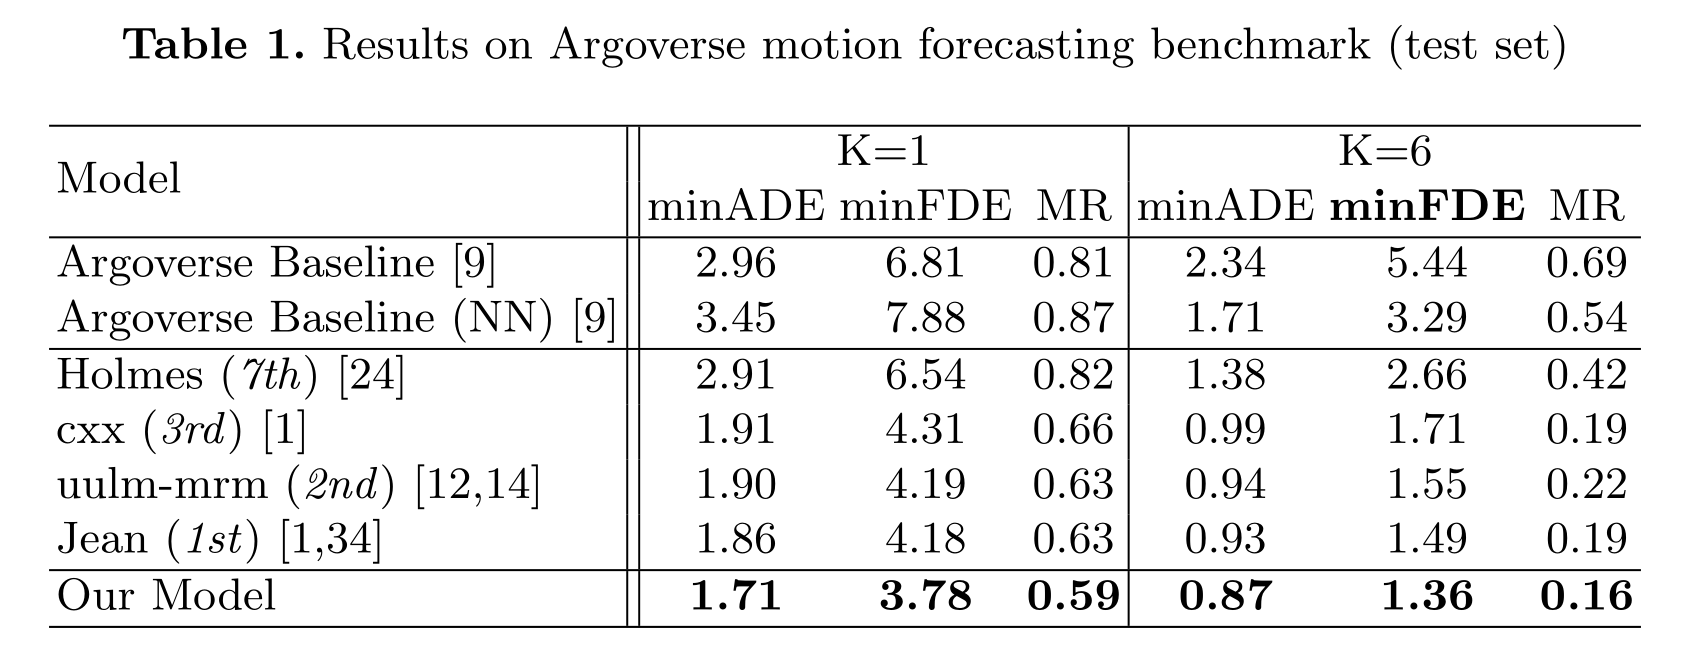 Table 1. Results on Argoverse motion forecasting benchmark (test set)
Model K=1 K=6
minADE minFDE MR minADE minFDE MR
Argoverse Baseline [9] 2.96 6.81 0.81 2.34 5.44 0.69
Argoverse Baseline (NN) [9] 3.45 7.88 0.87 1.71 3.29 0.54
Holmes (7th) [24] 2.91 6.54 0.82 1.38 2.66 0.42
cxx (3rd) [1] 1.91 4.31 0.66 0.99 1.71 0.19
uulm-mrm (2nd) [12,14] 1.90 4.19 0.63 0.94 1.55 0.22
Jean (1st) [1,34] 1.86 4.18 0.63 0.93 1.49 0.19
Our Model 1.71 3.78 0.59 0.87 1.36 0.16